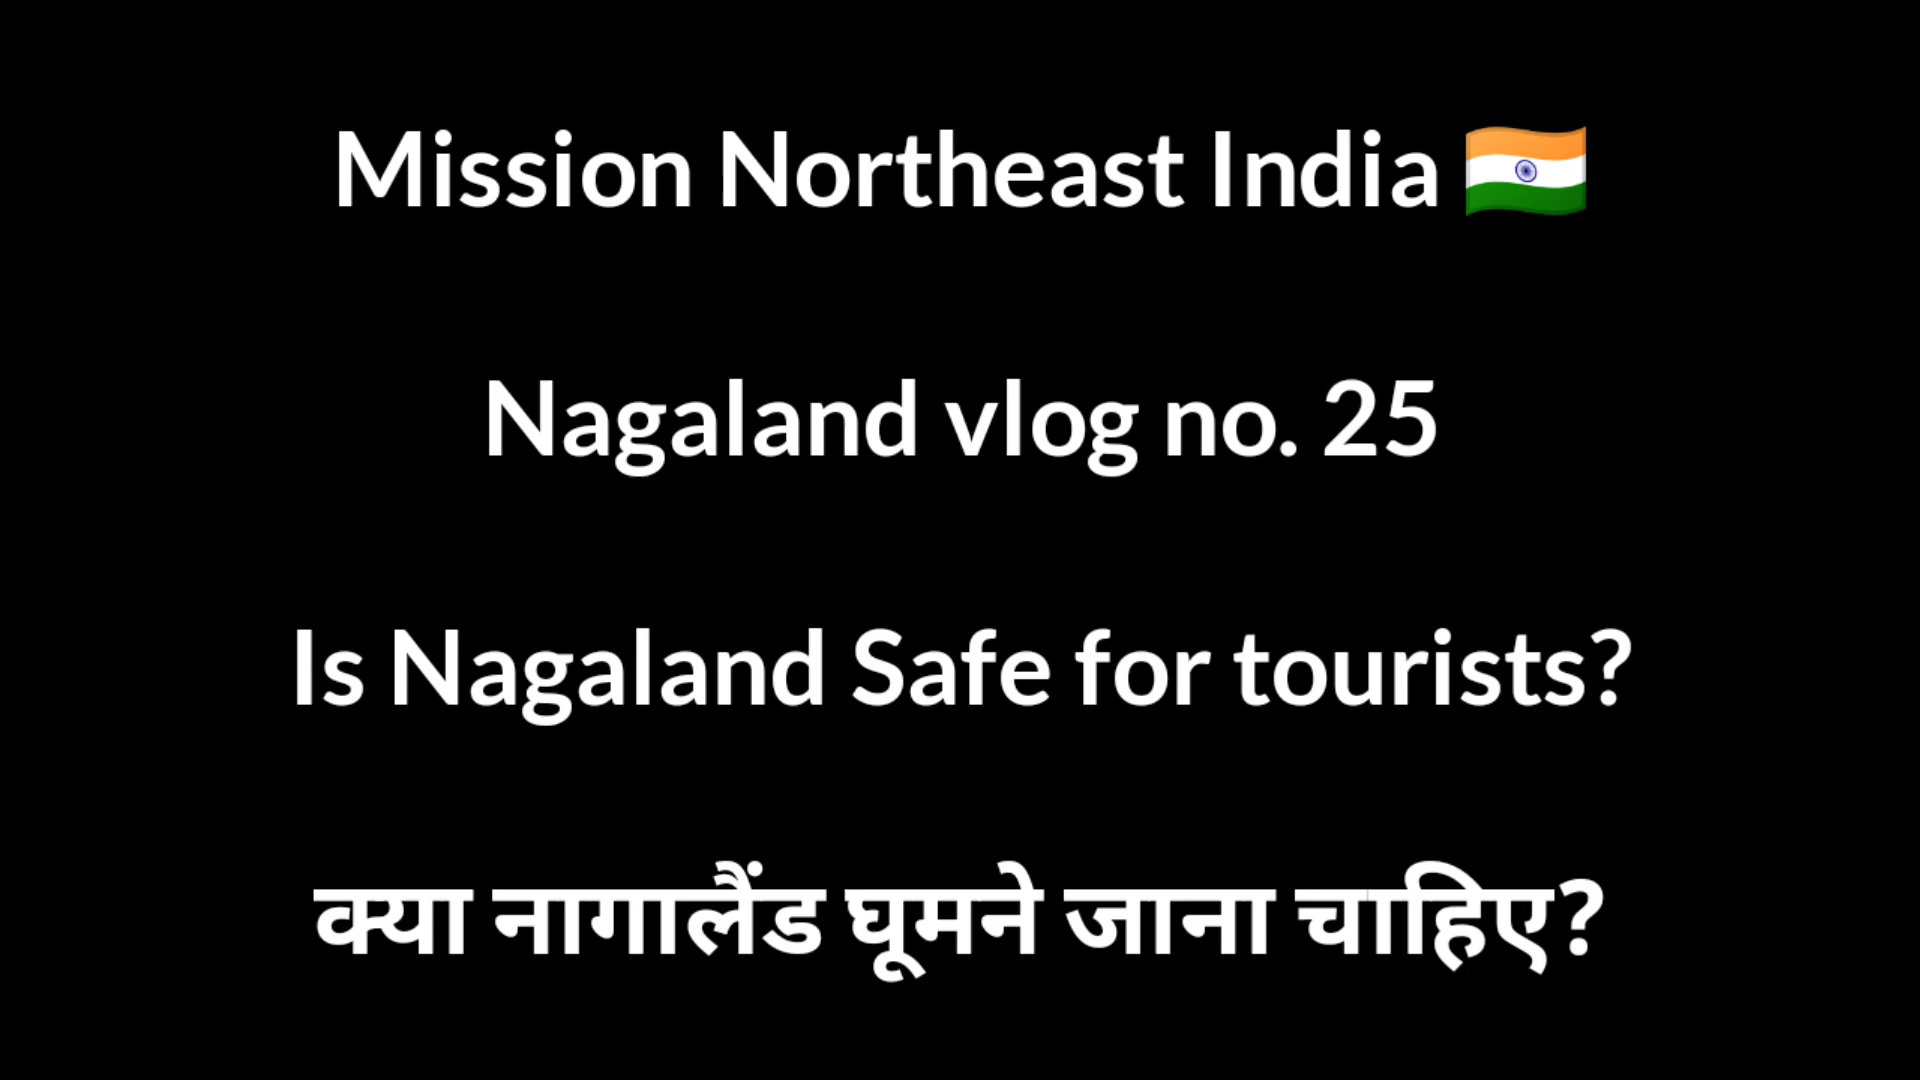 Mission Northeast India 🇮🇳
Nagaland vlog no. 25
Is Nagaland Safe for tourists?
क्या नागालैंड घूमने जाना चाहिए?